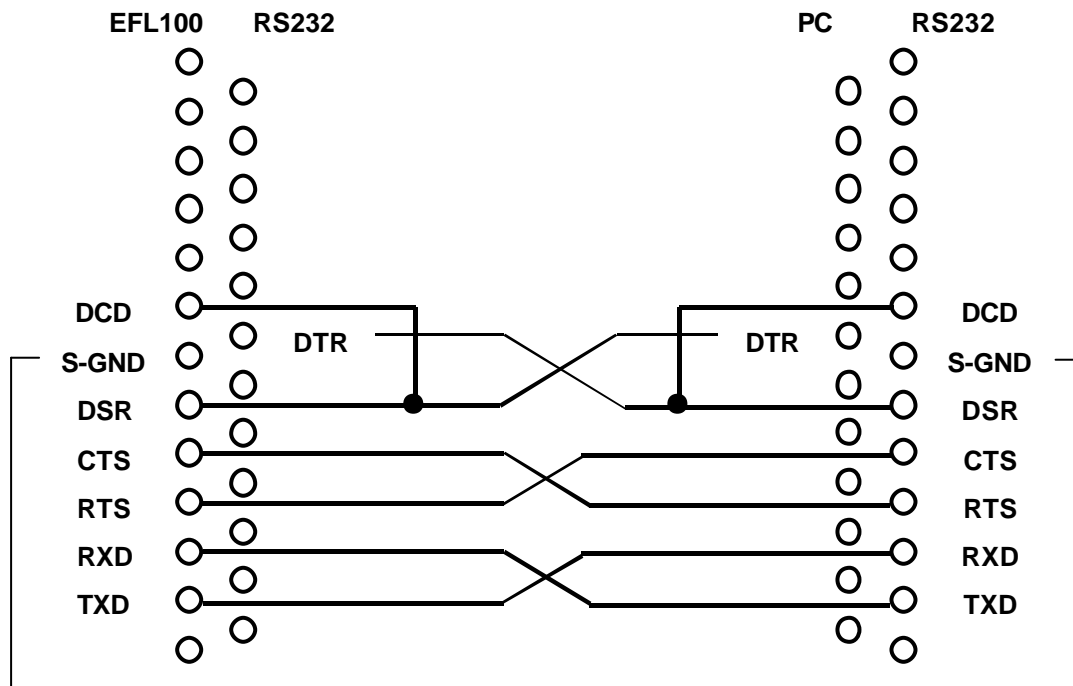 EFL100 RS232 PC RS232
DCD DCD
DTR DTR
S-GND S-GND
DSR DSR
CTS CTS
RTS RTS
RXD RXD
TXD TXD